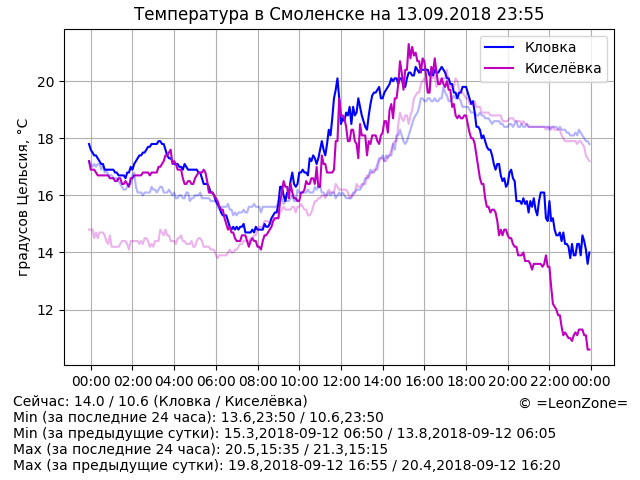 Температура в Смоленске на 13.09.2018 23:55
Кловка
Киселёвка
градусов Цельсия, °C
20
18
16
14
12
00:00 02:00 04:00 06:00 08:00 10:00 12:00 14:00 16:00 18:00 20:00 22:00 00:00
Сейчас: 14.0 / 10.6 (Кловка / Киселёвка)
© =LeonZone=
Min (за последние 24 часа): 13.6,23:50 / 10.6,23:50
Min (за предыдущие сутки): 15.3,2018-09-12 06:50 / 13.8,2018-09-12 06:05
Max (за последние 24 часа): 20.5,15:35 / 21.3,15:15
Max (за предыдущие сутки): 19.8,2018-09-12 16:55 / 20.4,2018-09-12 16:20